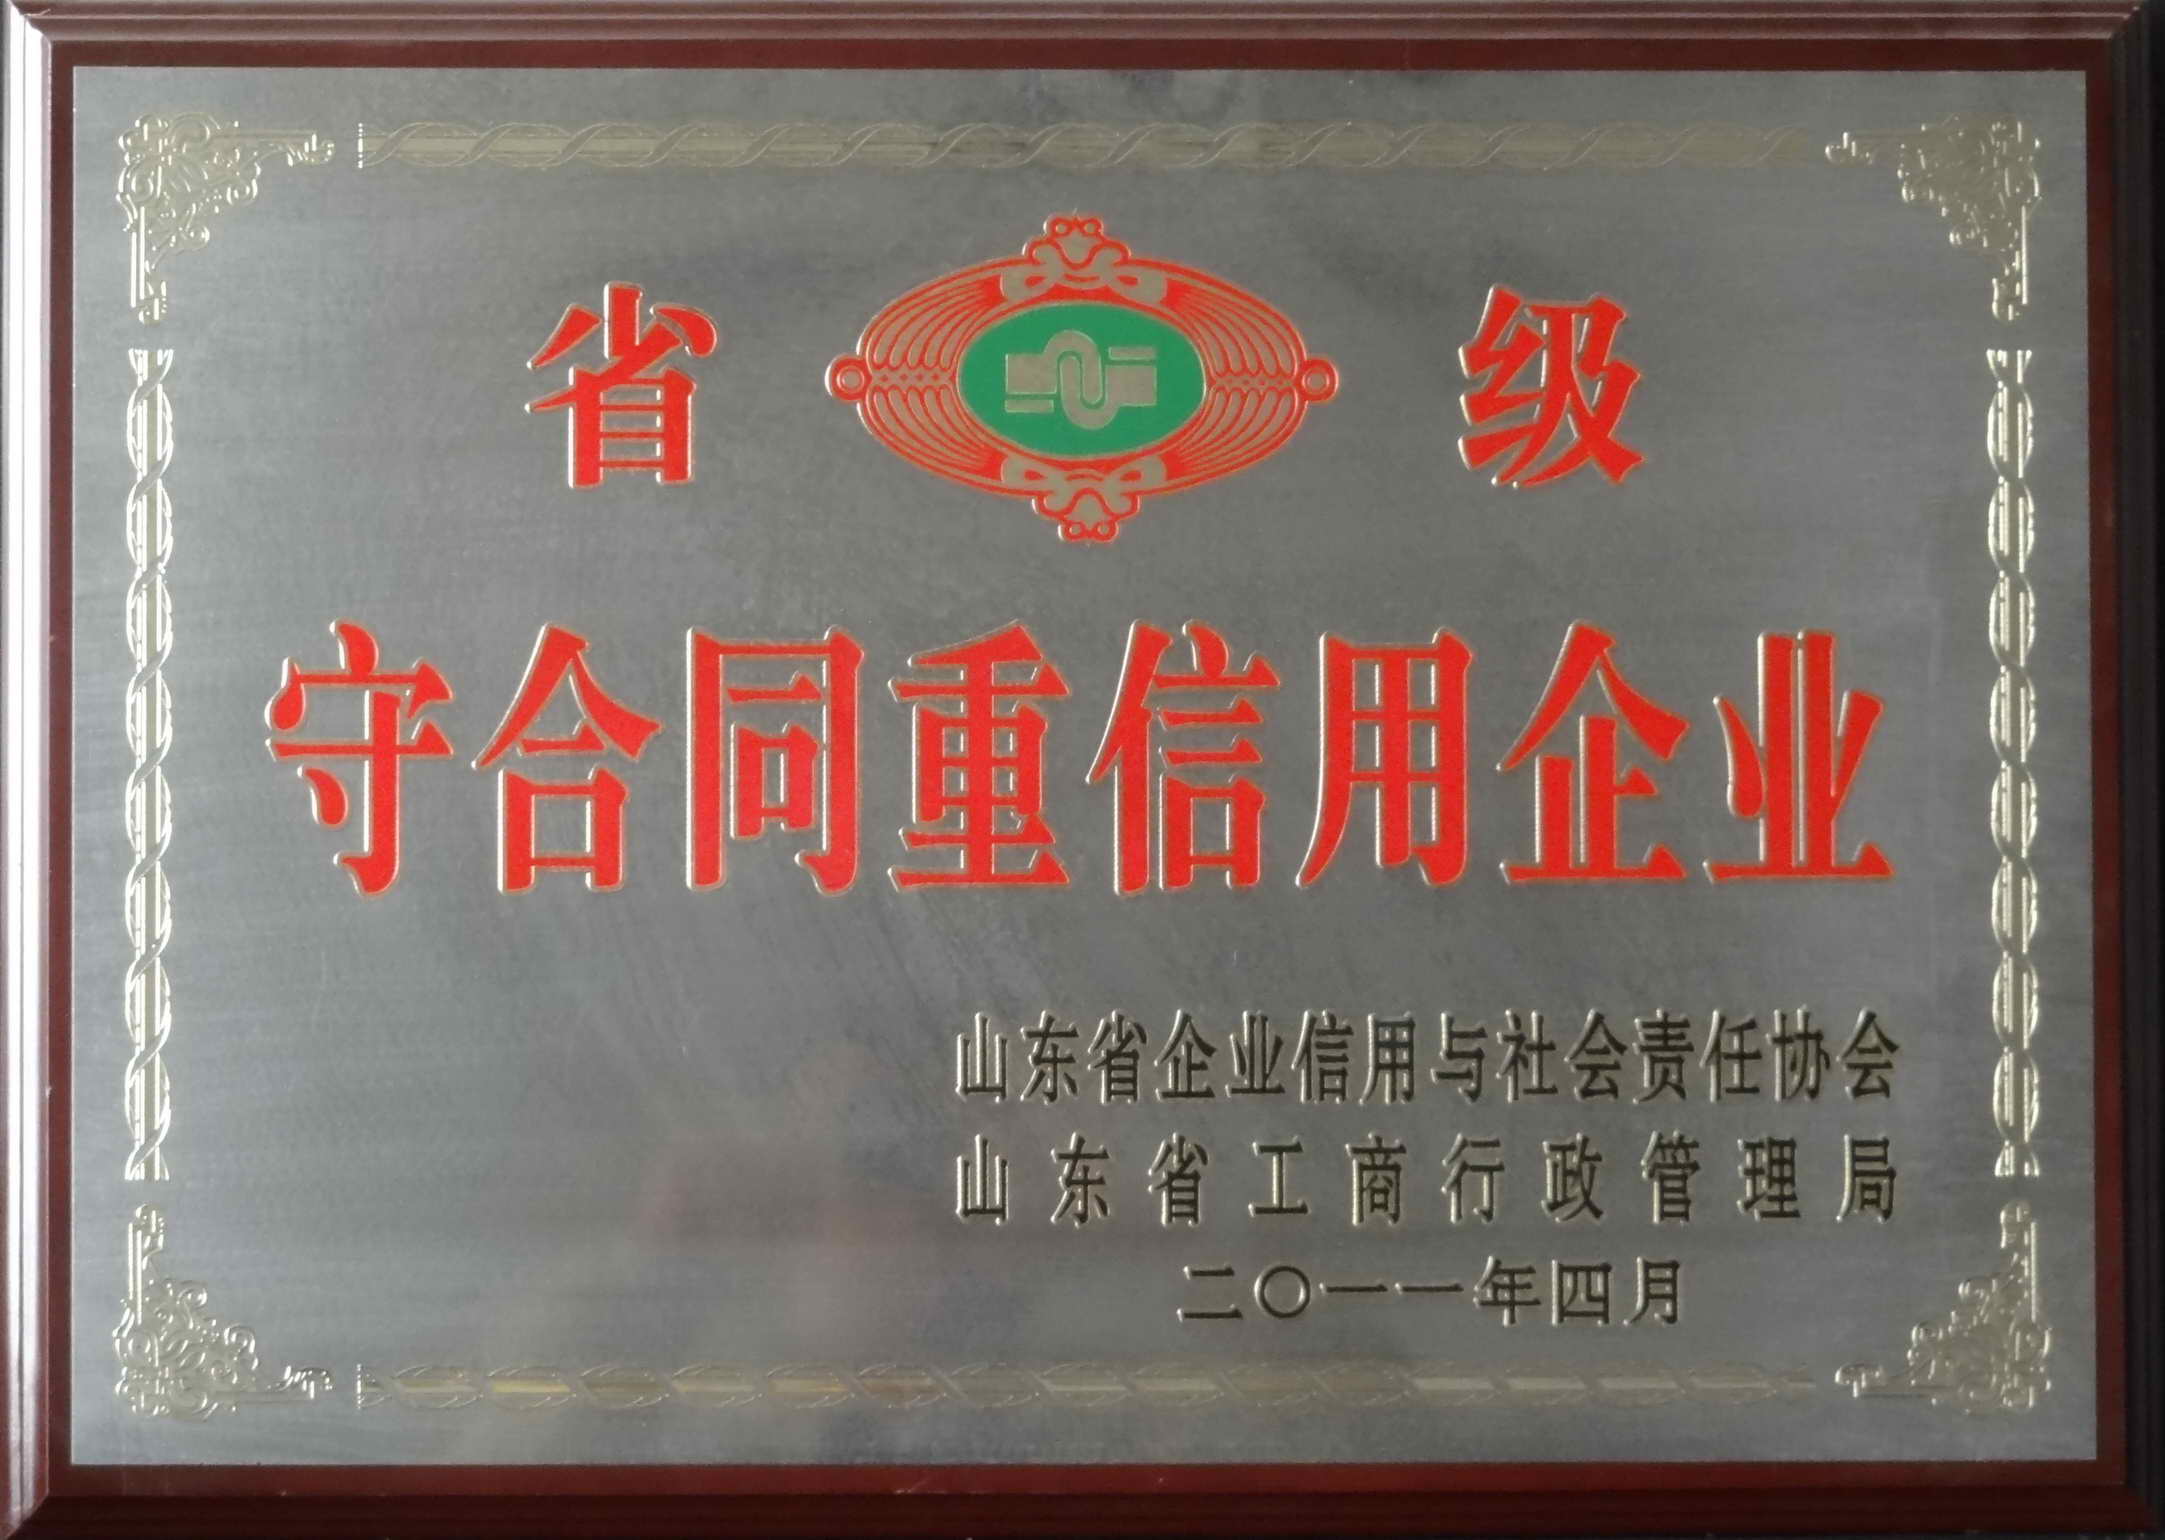 省 级
守合同重信用企业
山东省企业信用与社会责任协会
山东省工商行政管理局
二〇一一年四月